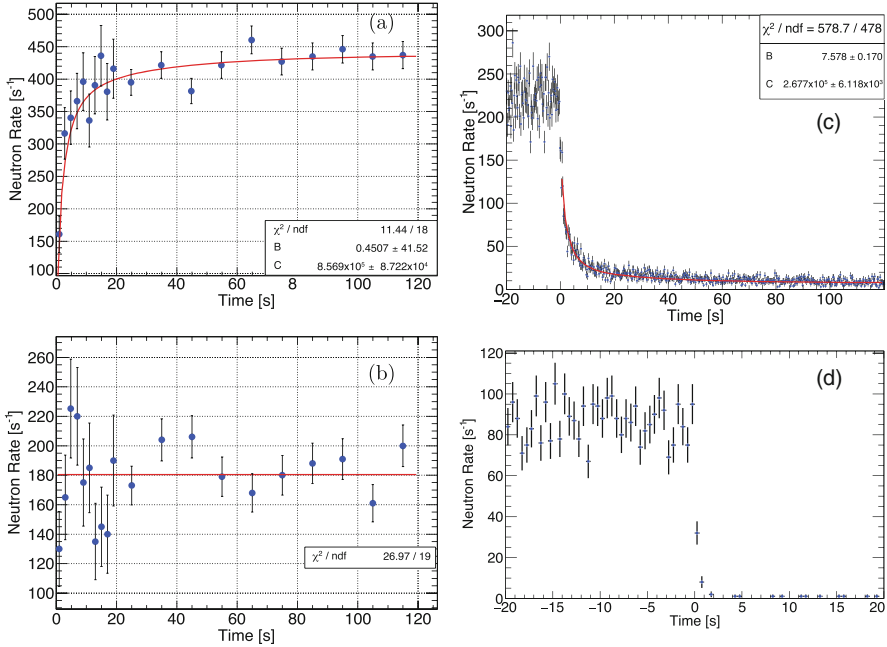 (a)
Neutron Rate [s⁻¹]
500
450
400
350
300
250
200
150
100
χ² / ndf 11.44 / 18
B 0.4507 ± 41.52
C 8.569x10⁵ ± 8.722x10⁴
0 20 40 60 80 100 120
Time [s]
(b)
Neutron Rate [s⁻¹]
260
240
220
200
180
160
140
120
100
χ² / ndf 26.97 / 19
0 20 40 60 80 100 120
Time [s]
(c)
Neutron Rate [s⁻¹]
300
250
200
150
100
50
0
χ² / ndf = 578.7 / 478
B 7.578 ± 0.170
C 2.677x10⁵ ± 6.118x10³
−20 0 20 40 60 80 100
Time [s]
(d)
Neutron Rate [s⁻¹]
120
100
80
60
40
20
0
−20 −15 −10 −5 0 5 10 15 20
Time [s]